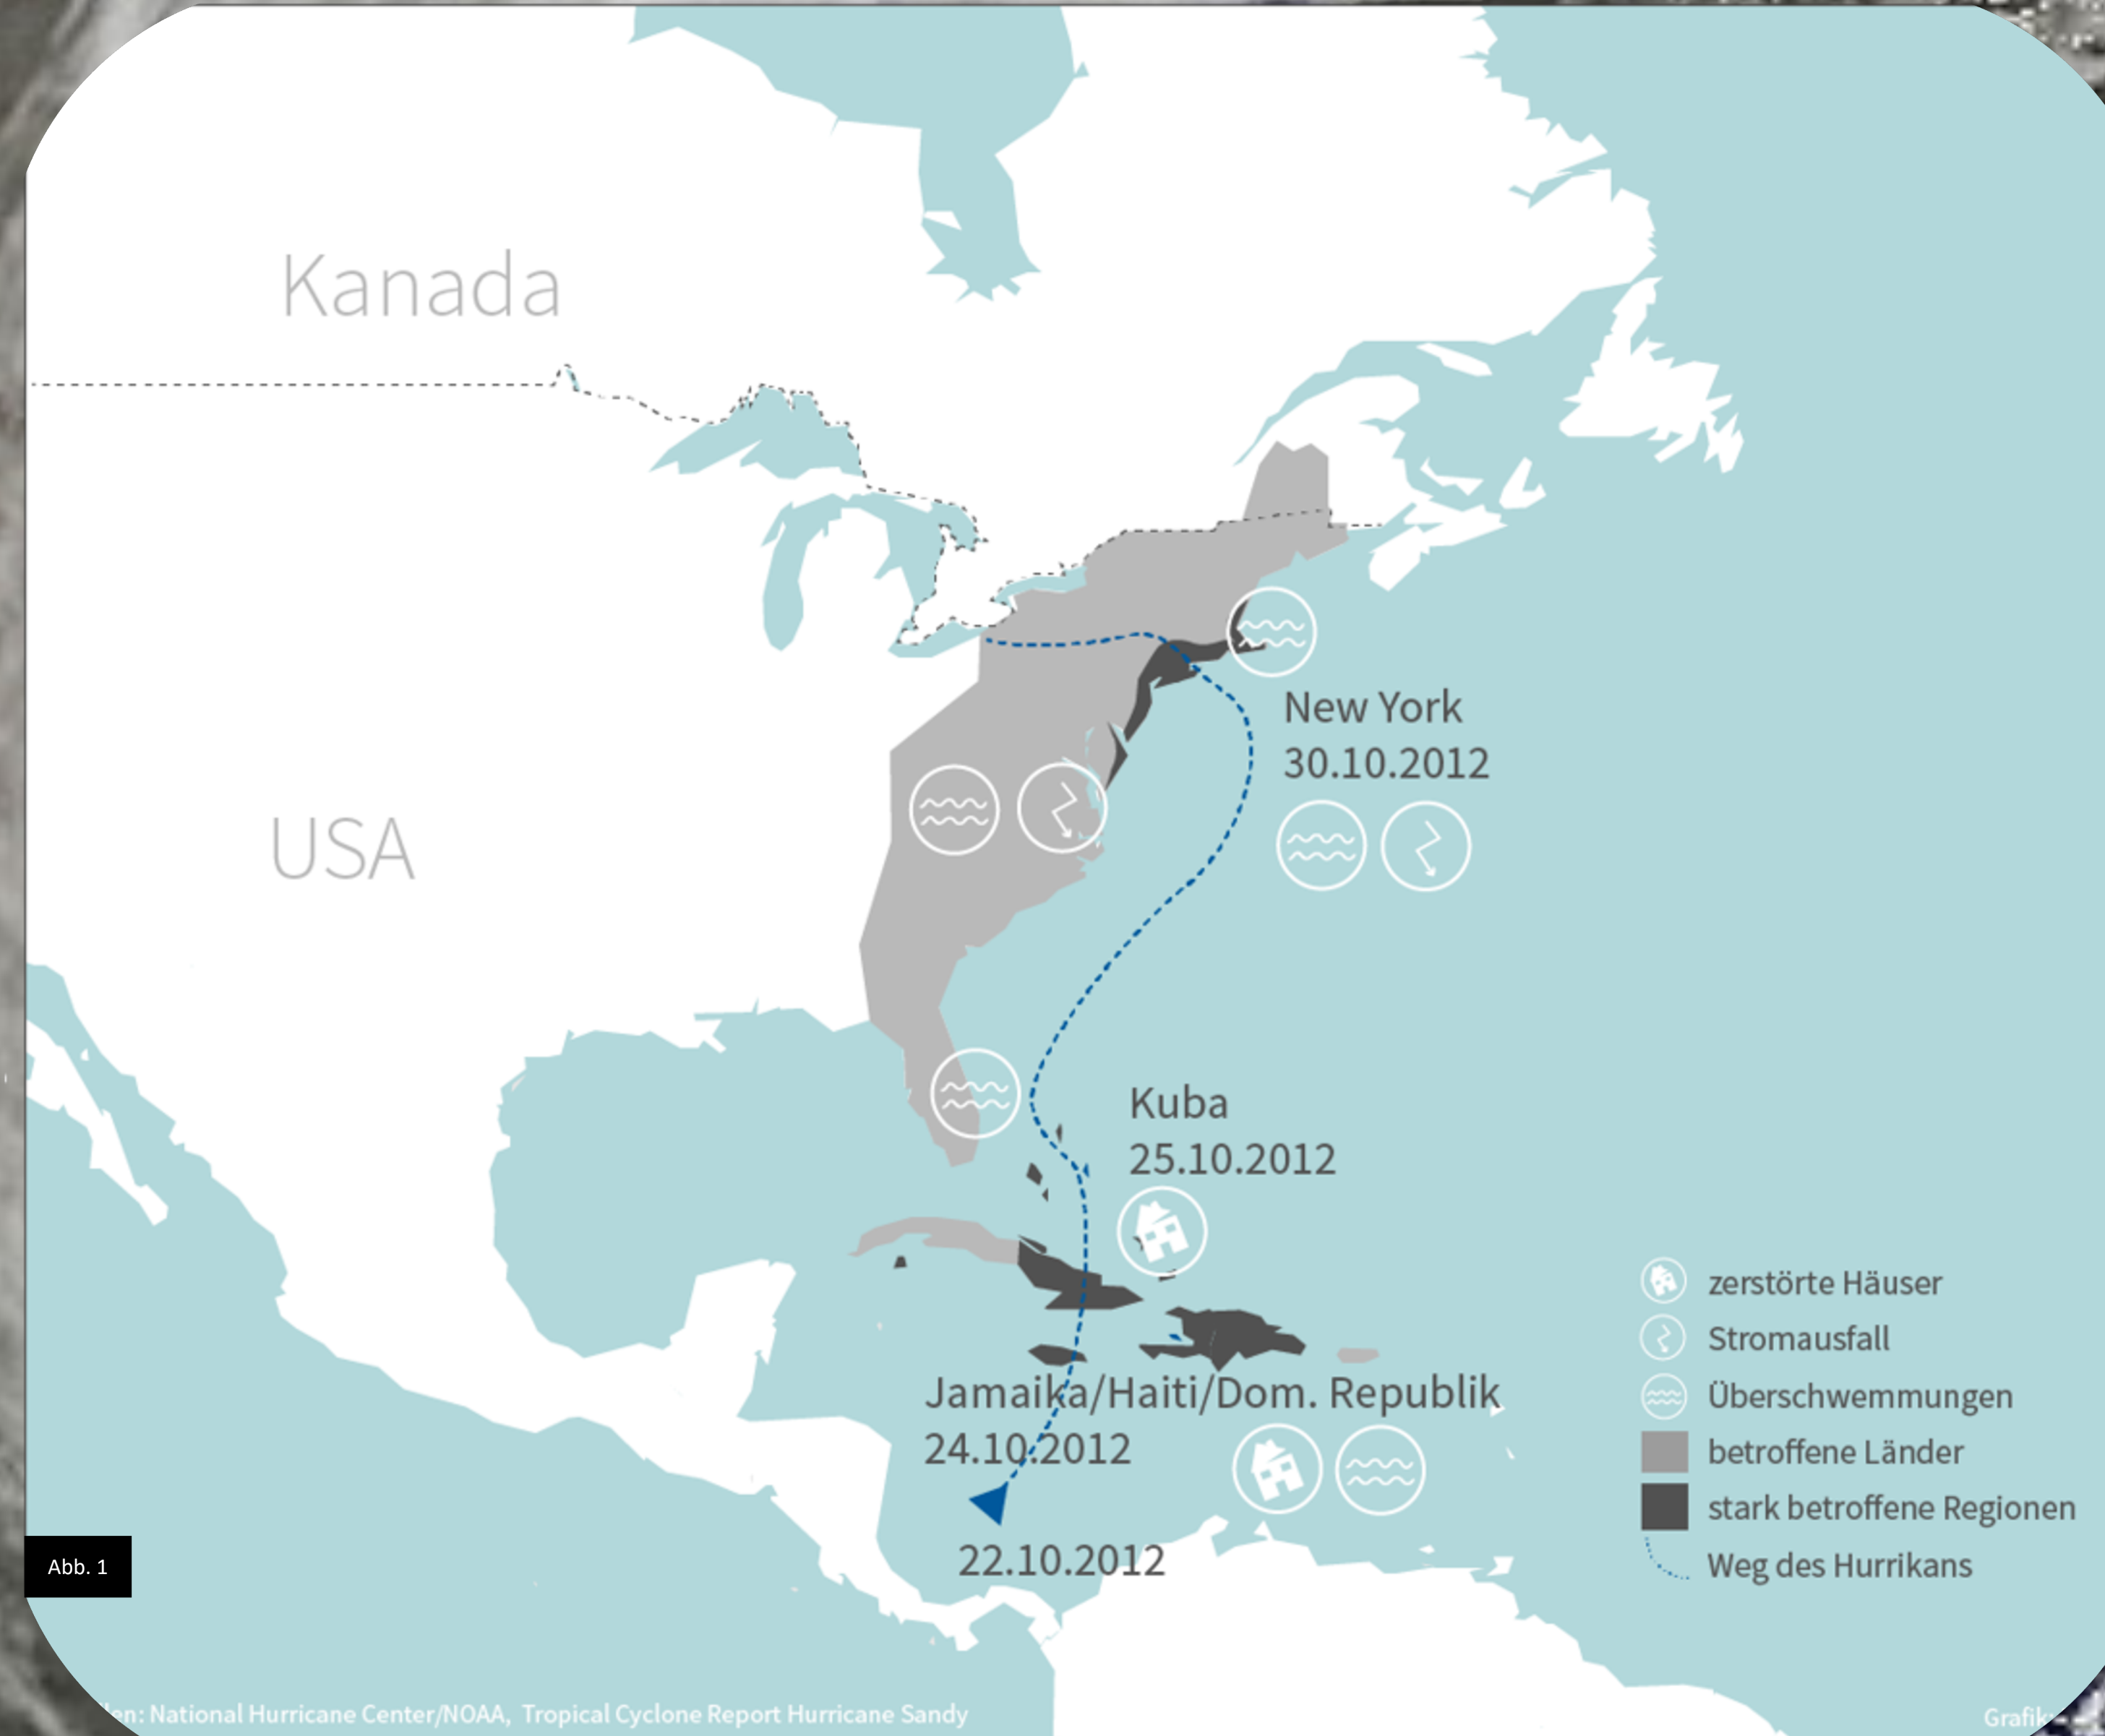 Kanada
USA
New York
30.10.2012
Kuba
25.10.2012
Jamaika/Haiti/Dom. Republik
24.10.2012
22.10.2012
zerstörte Häuser
Stromausfall
Überschwemmungen
betroffene Länder
stark betroffene Regionen
Weg des Hurrikans
Abb. 1
National Hurricane Center/NOAA, Tropical Cyclone Report Hurricane Sandy
Grafik: